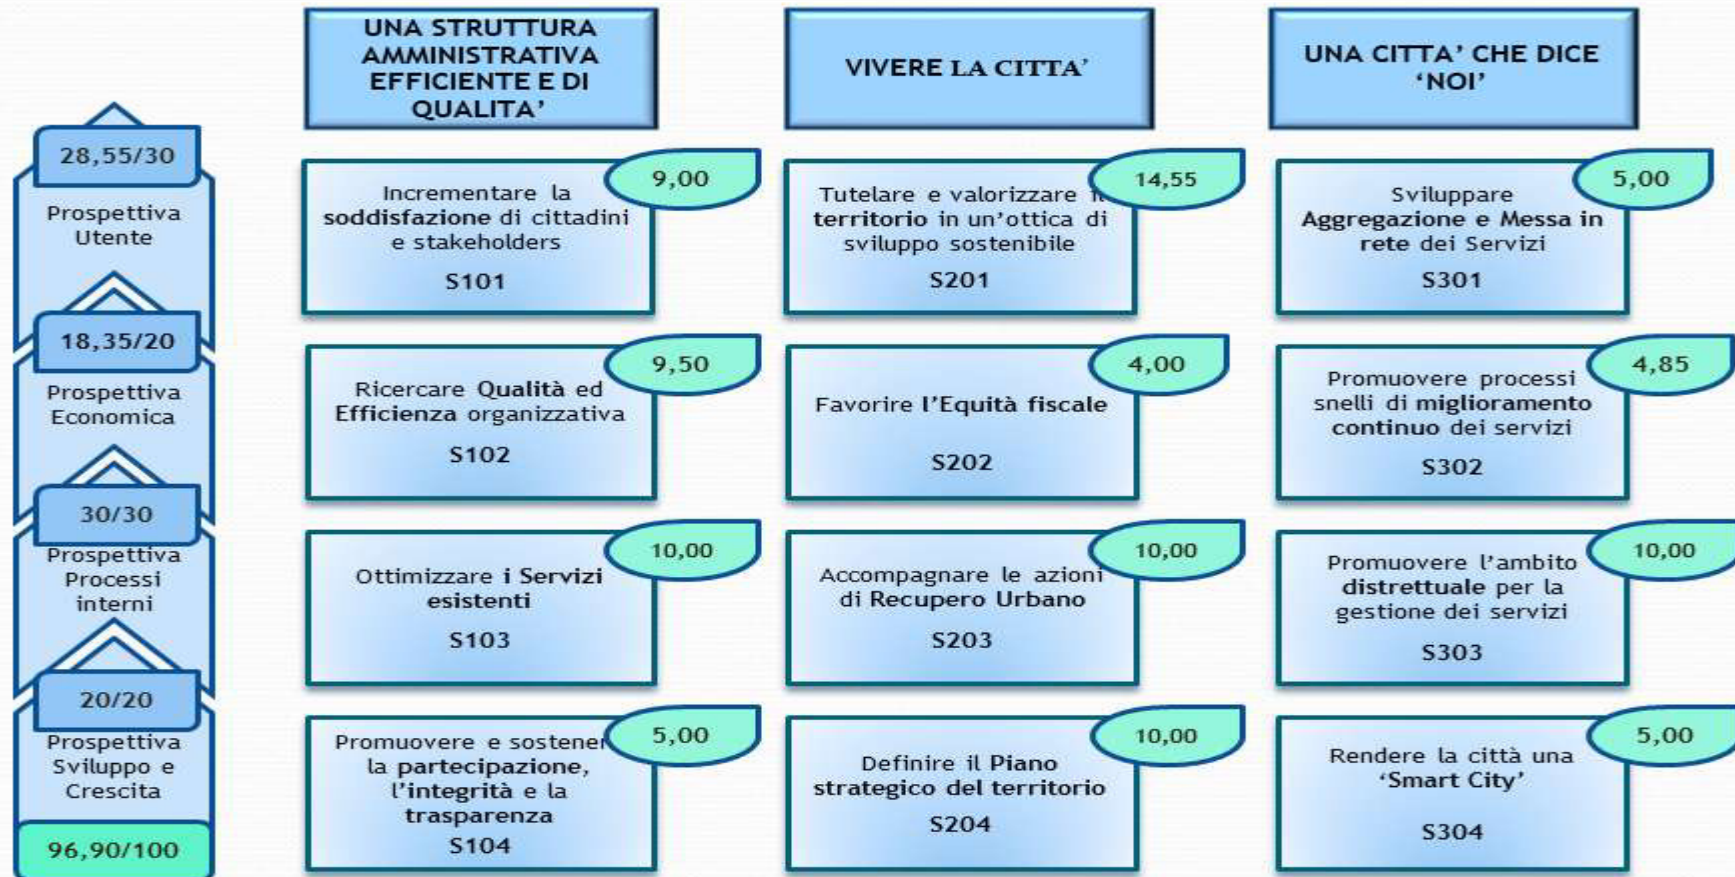 UNA STRUTTURA
AMMINISTRATIVA
EFFICIENTE E DI
QUALITA'
VIVERE LA CITTA'
UNA CITTA' CHE DICE
'NOI'
28,55/30
Prospettiva
Utente
Incrementare la
soddisfazione di cittadini
e stakeholders
S101
9,00
Tutelare e valorizzare il
territorio in un'ottica di
sviluppo sostenibile
S201
14,55
Sviluppare
Aggregazione e Messa in
rete dei Servizi
S301
5,00
18,35/20
Prospettiva
Economica
Ricercare Qualità ed
Efficienza organizzativa
S102
9,50
Favorire l'Equità fiscale
S202
4,00
Promuovere processi
snelli di miglioramento
continuo dei servizi
S302
4,85
30/30
Prospettiva
Processi
interni
Ottimizzare i Servizi
esistenti
S103
10,00
Accompagnare le azioni
di Recupero Urbano
S203
10,00
Promuovere l'ambito
distrettuale per la
gestione dei servizi
S303
10,00
20/20
Prospettiva
Sviluppo e
Crescita
Promuovere e sostener
la partecipazione,
l'integrità e la
trasparenza
S104
5,00
Definire il Piano
strategico del territorio
S204
10,00
Rendere la città una
'Smart City'
S304
5,00
96,90/100